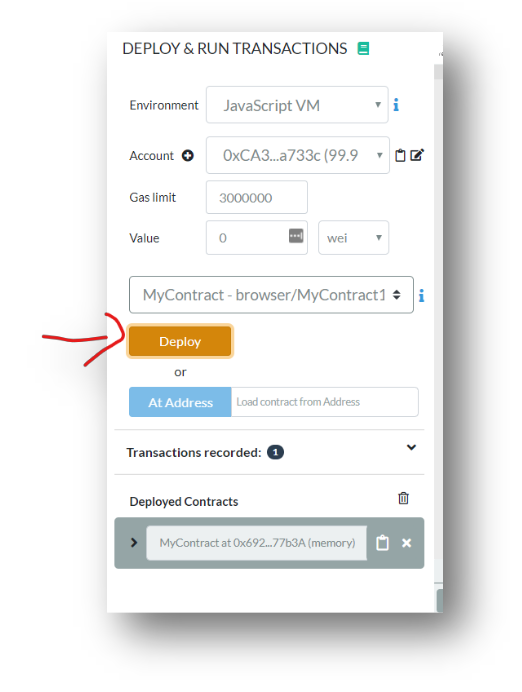 DEPLOY & RUN TRANSACTIONS
Environment JavaScript VM
Account 0xCA3...a733c (99.9
Gas limit 3000000
Value 0 wei
MyContract - browser/MyContract1
Deploy
or
At Address Load contract from Address
Transactions recorded: 1
Deployed Contracts
MyContract at 0x692...77b3A (memory)